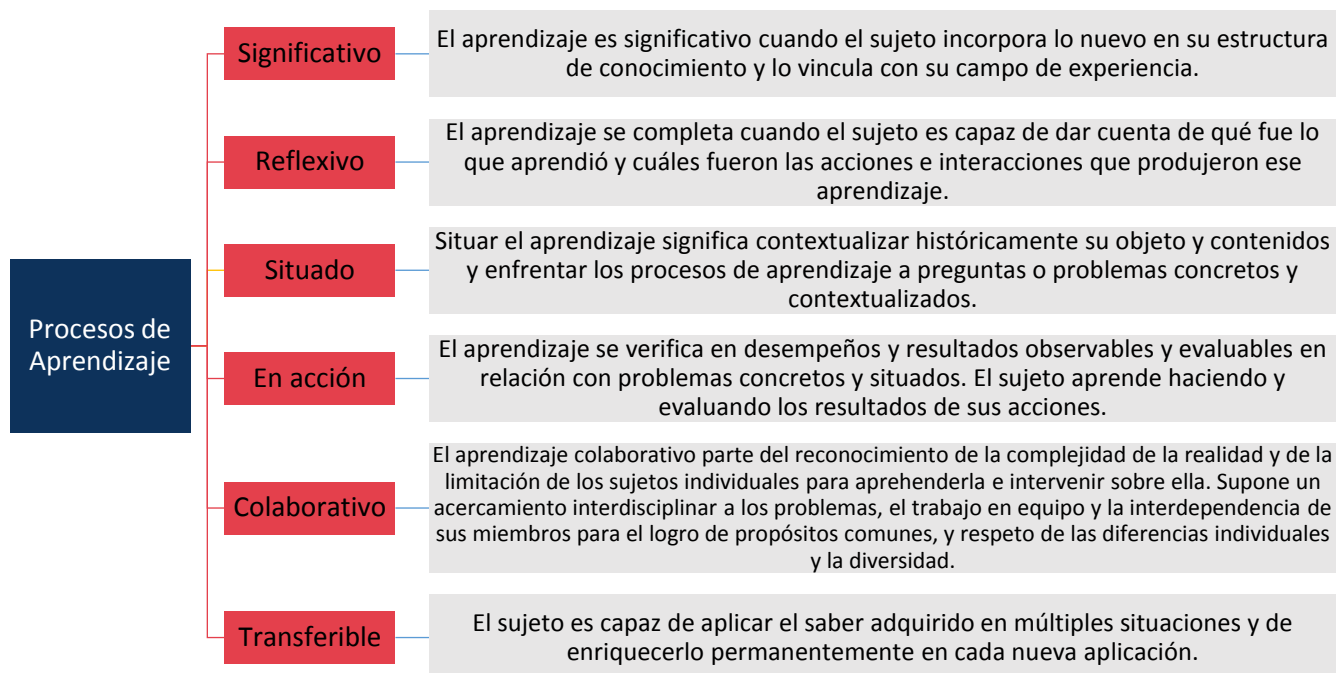 Procesos de
Aprendizaje
Significativo
El aprendizaje es significativo cuando el sujeto incorpora lo nuevo en su estructura
de conocimiento y lo vincula con su campo de experiencia.
Reflexivo
El aprendizaje se completa cuando el sujeto es capaz de dar cuenta de qué fue lo
que aprendió y cuáles fueron las acciones e interacciones que produjeron ese
aprendizaje.
Situado
Situar el aprendizaje significa contextualizar históricamente su objeto y contenidos
y enfrentar los procesos de aprendizaje a preguntas o problemas concretos y
contextualizados.
En acción
El aprendizaje se verifica en desempeños y resultados observables y evaluables en
relación con problemas concretos y situados. El sujeto aprende haciendo y
evaluando los resultados de sus acciones.
Colaborativo
El aprendizaje colaborativo parte del reconocimiento de la complejidad de la realidad y de la
limitación de los sujetos individuales para aprehenderla e intervenir sobre ella. Supone un
acercamiento interdisciplinar a los problemas, el trabajo en equipo y la interdependencia de
sus miembros para el logro de propósitos comunes, y respeto de las diferencias individuales
y la diversidad.
Transferible
El sujeto es capaz de aplicar el saber adquirido en múltiples situaciones y de
enriquecerlo permanentemente en cada nueva aplicación.